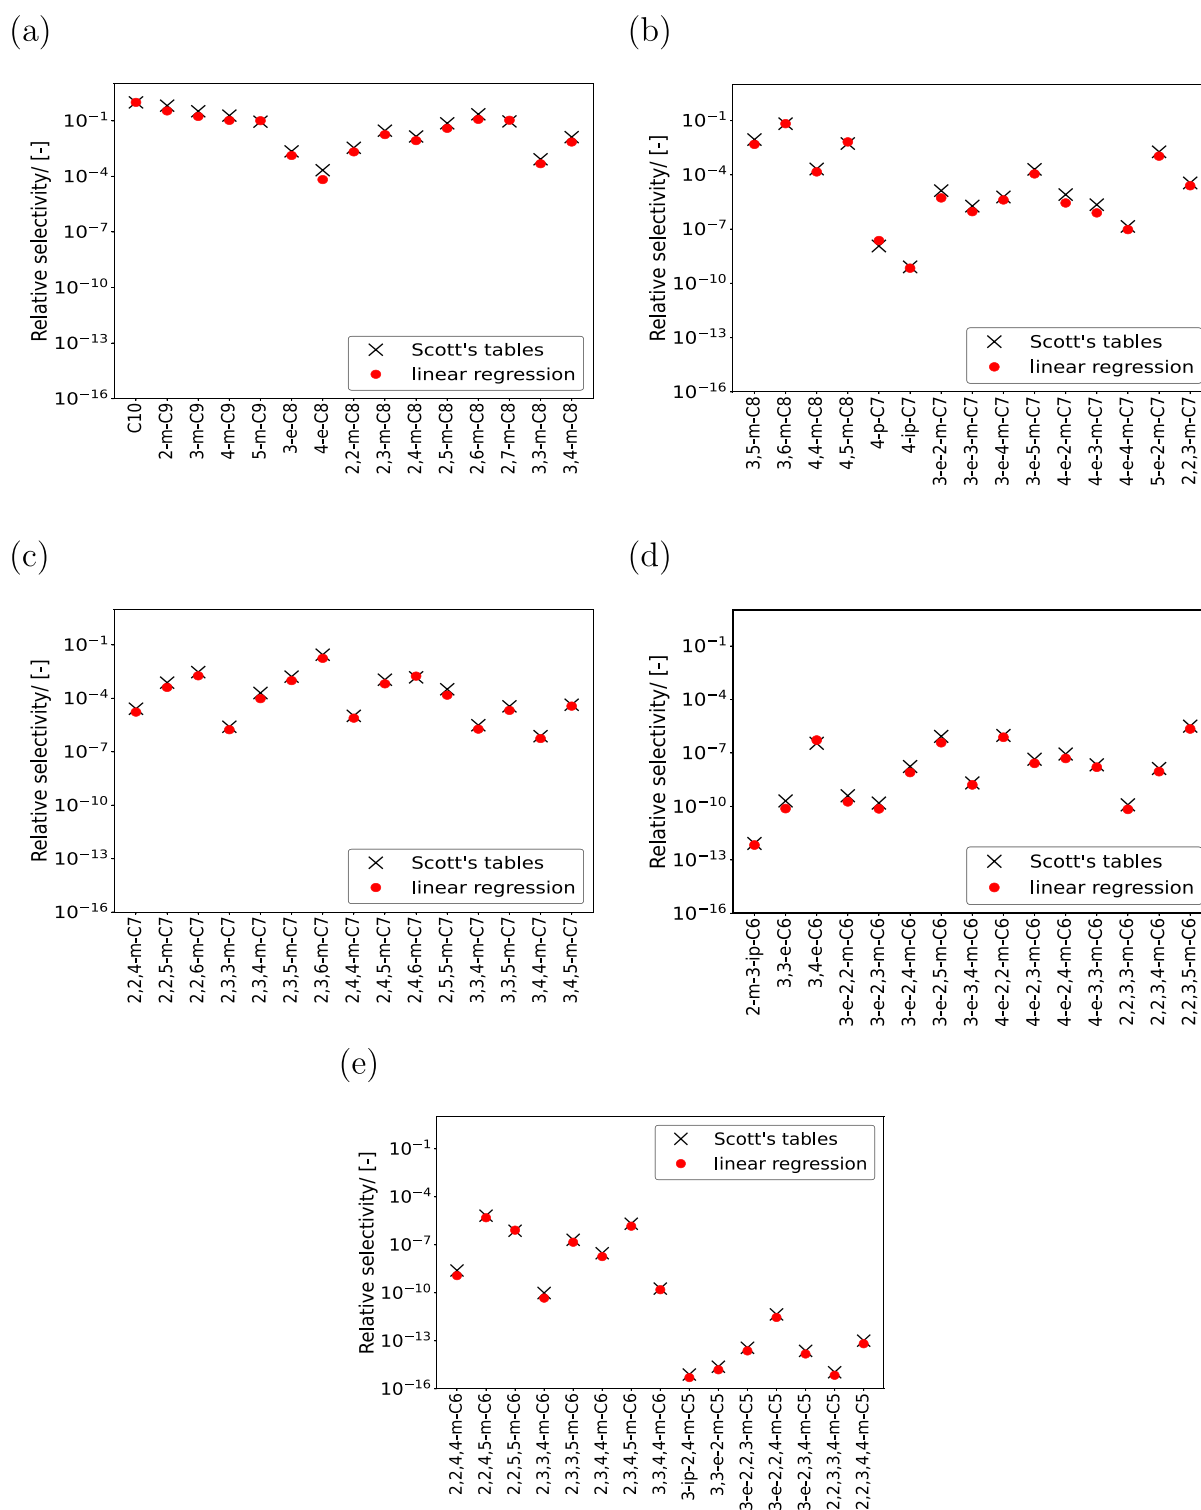 (a)
Relative selectivity/ [-]
10−1
10−4
10−7
10−10
10−13
10−16
Scott's tables
linear regression
C10
2-m-C9
3-m-C9
4-m-C9
5-m-C9
3-e-C8
4-e-C8
2,2-m-C8
2,3-m-C8
2,4-m-C8
2,5-m-C8
2,6-m-C8
2,7-m-C8
3,3-m-C8
3,4-m-C8
(b)
Relative selectivity/ [-]
10−1
10−4
10−7
10−10
10−13
10−16
Scott's tables
linear regression
3,5-m-C8
3,6-m-C8
4,4-m-C8
4,5-m-C8
4-p-C7
4-ip-C7
3-e-2-m-C7
3-e-3-m-C7
3-e-4-m-C7
3-e-5-m-C7
4-e-2-m-C7
4-e-3-m-C7
4-e-4-m-C7
5-e-2-m-C7
2,2,3-m-C7
(c)
Relative selectivity/ [-]
10−1
10−4
10−7
10−10
10−13
10−16
Scott's tables
linear regression
2,2,4-m-C7
2,2,5-m-C7
2,2,6-m-C7
2,3,3-m-C7
2,3,4-m-C7
2,3,5-m-C7
2,3,6-m-C7
2,4,4-m-C7
2,4,5-m-C7
2,4,6-m-C7
2,5,5-m-C7
3,3,4-m-C7
3,3,5-m-C7
3,4,4-m-C7
3,4,5-m-C7
(d)
Relative selectivity/ [-]
10−1
10−4
10−7
10−10
10−13
10−16
Scott's tables
linear regression
2-m-3-ip-C6
3,3-e-C6
3,4-e-C6
3-e-2,2-m-C6
3-e-2,3-m-C6
3-e-2,4-m-C6
3-e-2,5-m-C6
3-e-3,4-m-C6
4-e-2,2-m-C6
4-e-2,3-m-C6
4-e-2,4-m-C6
4-e-3,3-m-C6
2,2,3,3-m-C6
2,2,3,4-m-C6
2,2,3,5-m-C6
(e)
Relative selectivity/ [-]
10−1
10−4
10−7
10−10
10−13
10−16
Scott's tables
linear regression
2,2,4,4-m-C6
2,2,4,5-m-C6
2,2,5,5-m-C6
2,3,3,4-m-C6
2,3,3,5-m-C6
2,3,4,4-m-C6
2,3,4,5-m-C6
3,3,4,4-m-C6
3-ip-2,4-m-C5
3,3-e-2-m-C5
3-e-2,2,3-m-C5
3-e-2,2,4-m-C5
3-e-2,3,4-m-C5
2,2,3,3,4-m-C5
2,2,3,4,4-m-C5